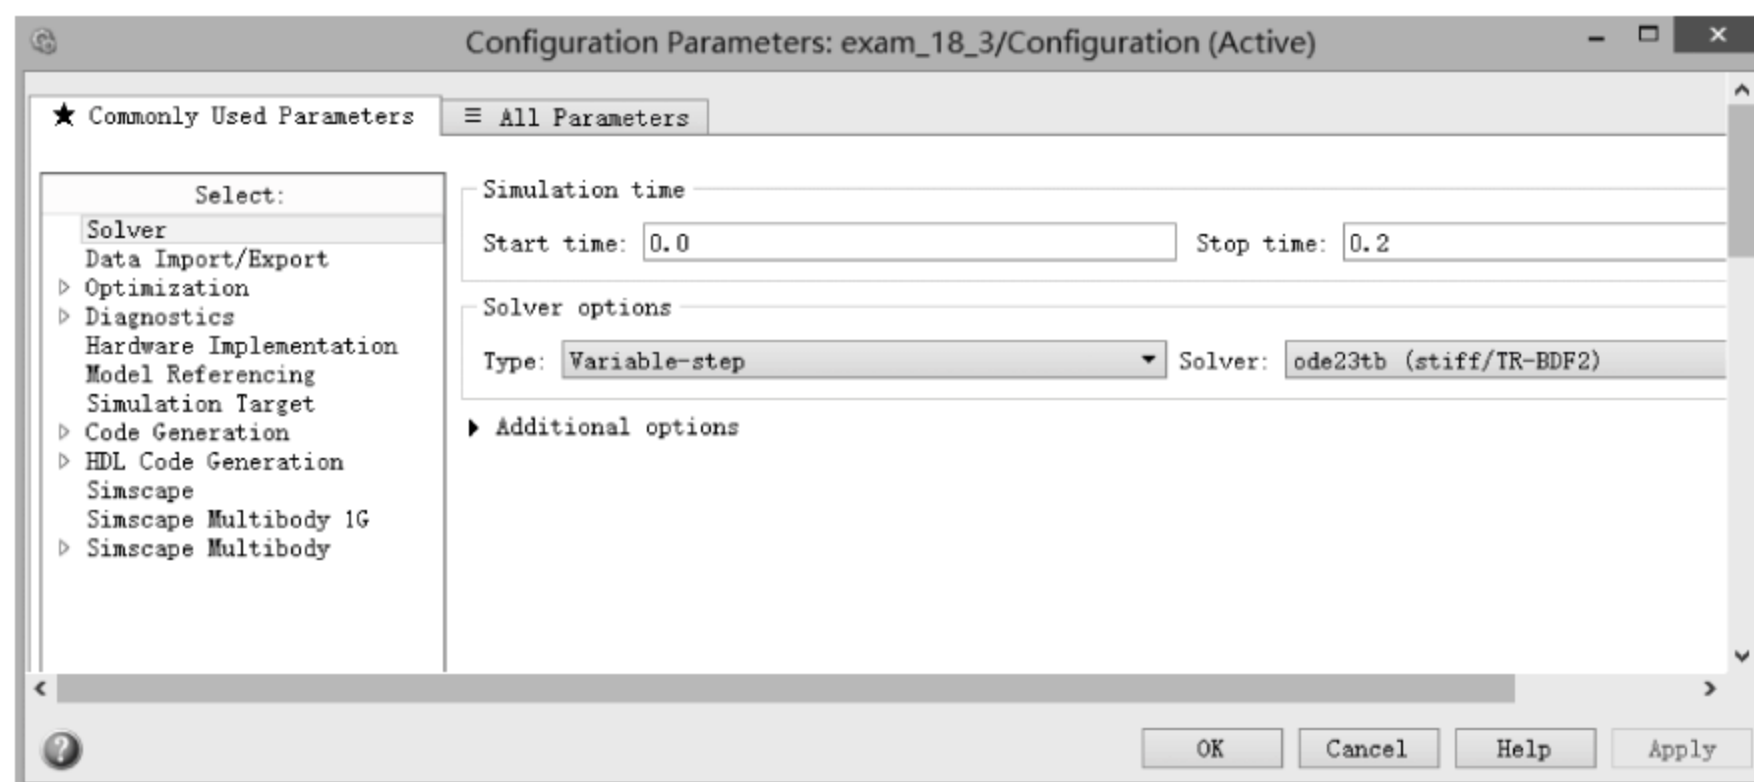 Configuration Parameters: exam_18_3/Configuration (Active)
★ Commonly Used Parameters
≡ All Parameters
Select:
Solver
Data Import/Export
Optimization
Diagnostics
Hardware Implementation
Model Referencing
Simulation Target
Code Generation
HDL Code Generation
Simscape
Simscape Multibody 1G
Simscape Multibody
Simulation time
Start time: 0.0
Stop time: 0.2
Solver options
Type: Variable-step
Solver: ode23tb (stiff/TR-BDF2)
Additional options
OK
Cancel
Help
Apply